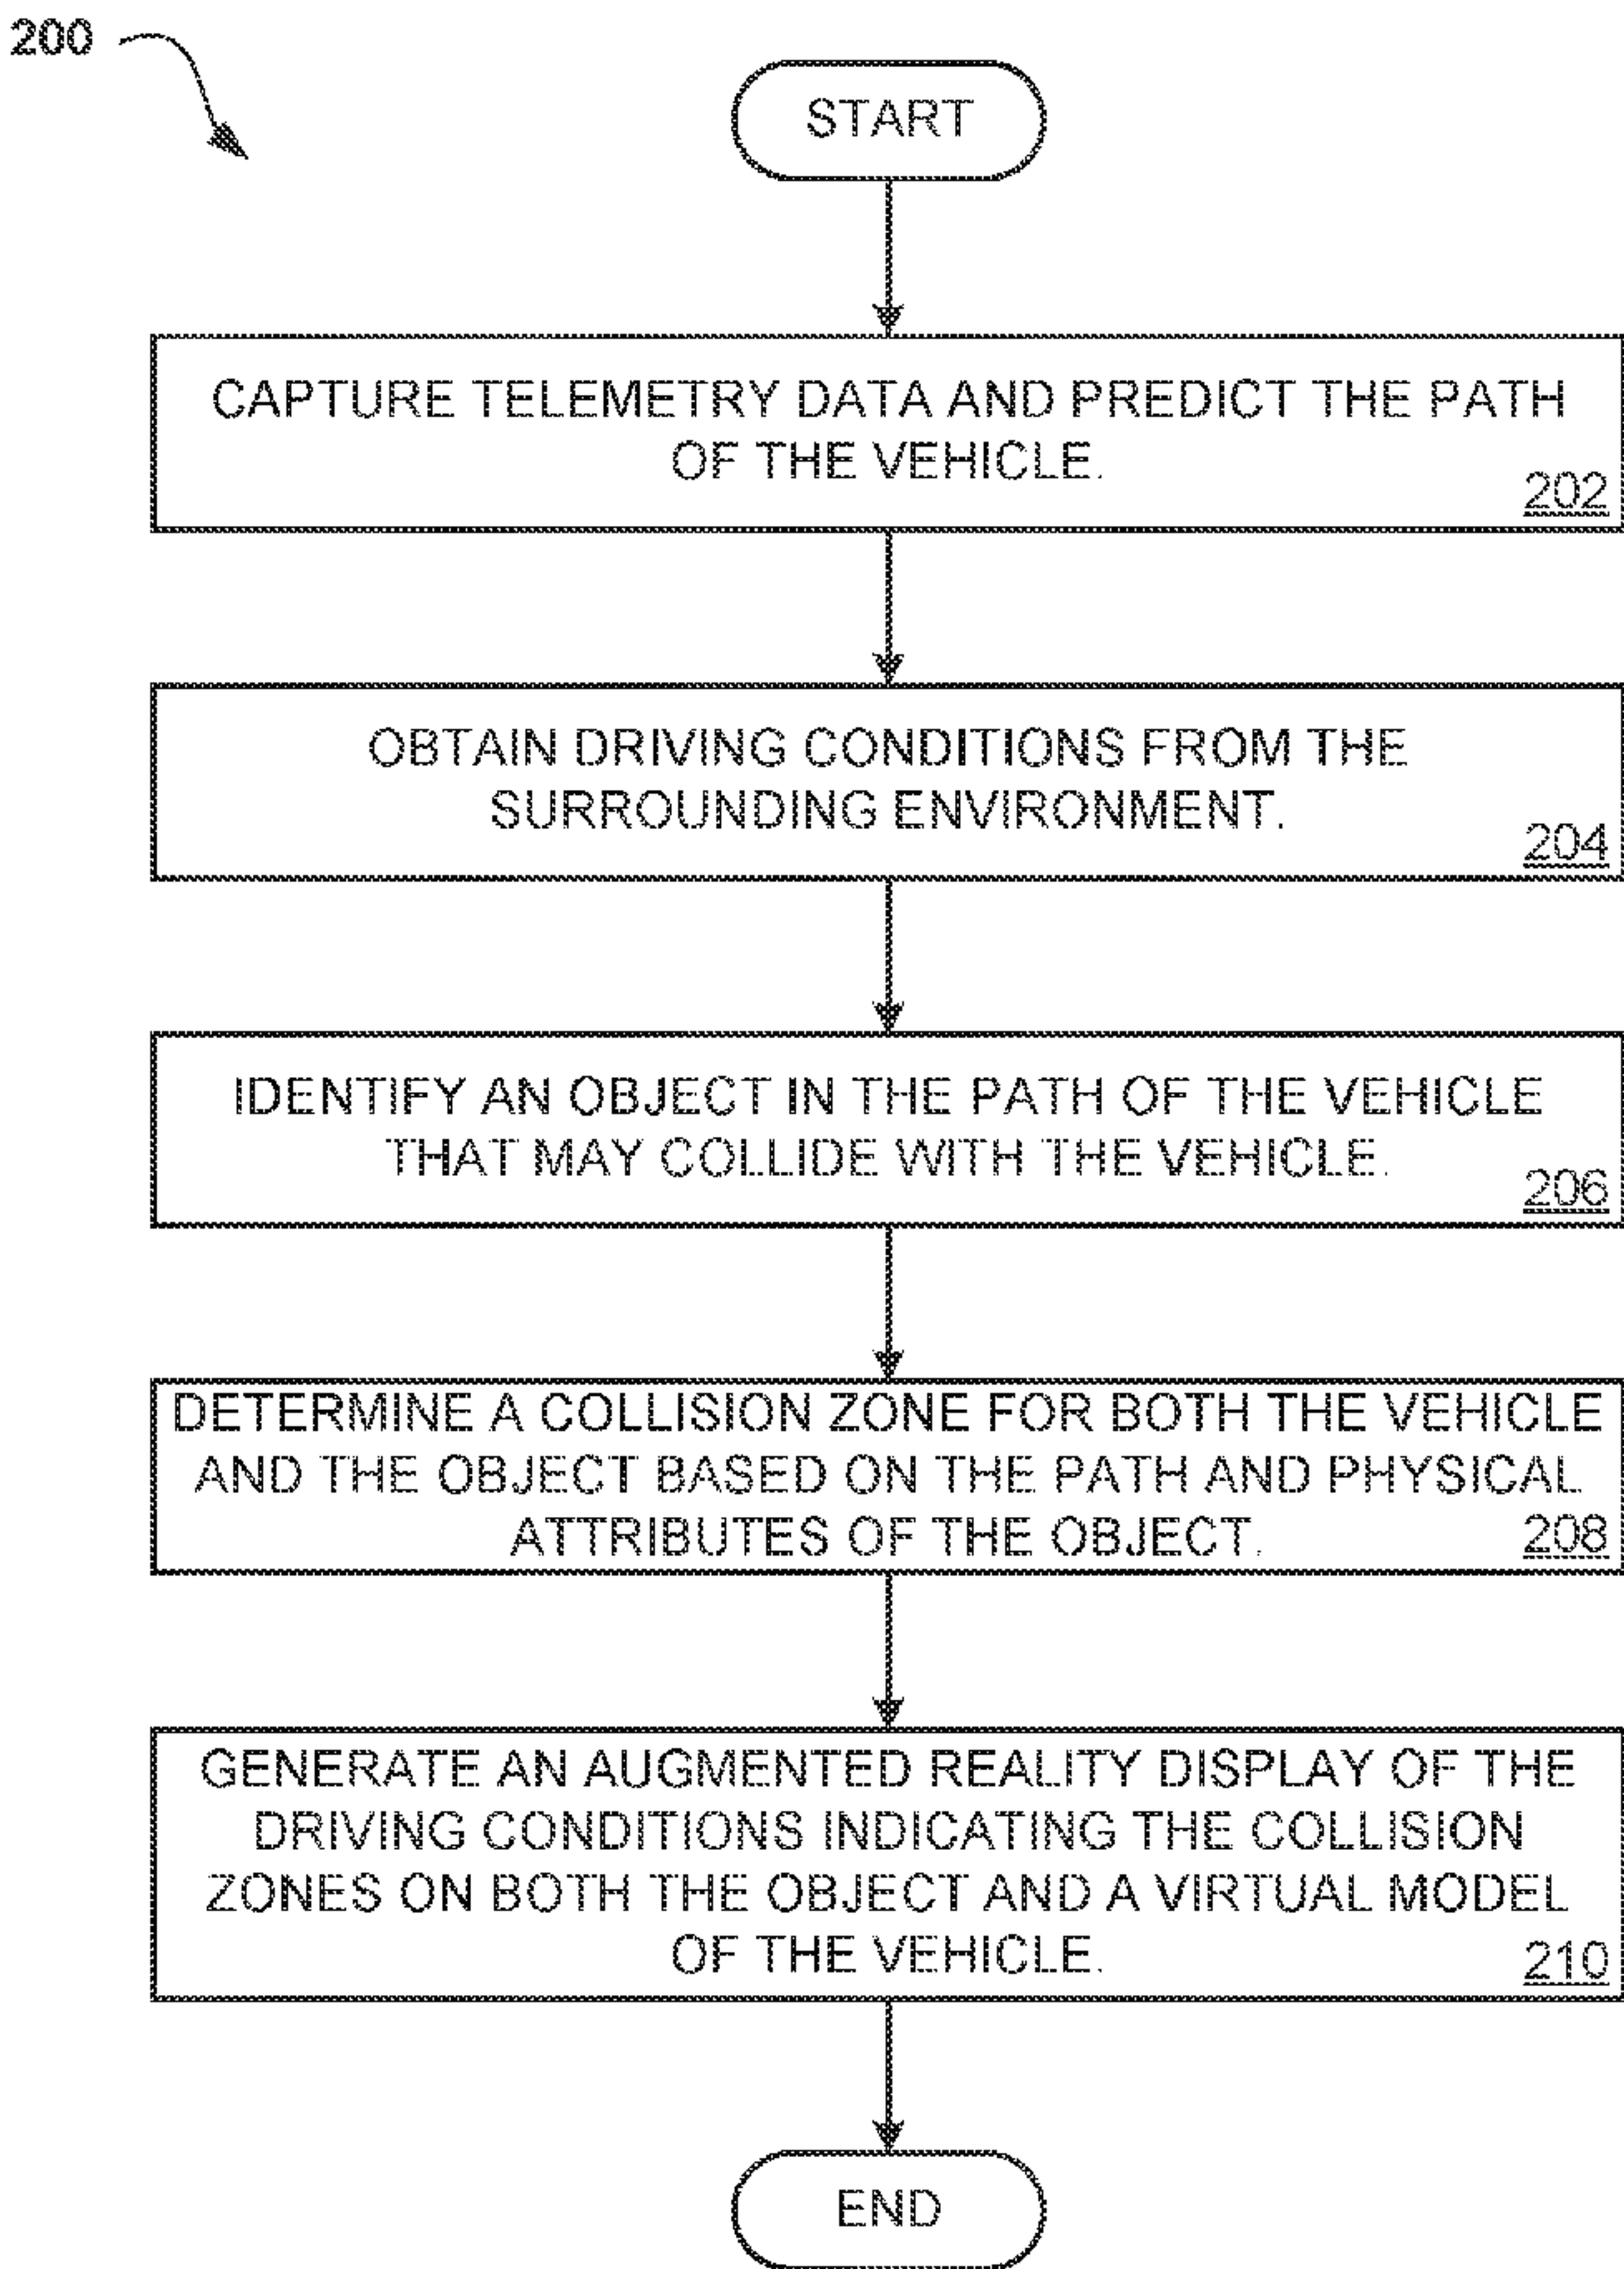 200
START
CAPTURE TELEMETRY DATA AND PREDICT THE PATH
OF THE VEHICLE.
202
OBTAIN DRIVING CONDITIONS FROM THE
SURROUNDING ENVIRONMENT.
204
IDENTIFY AN OBJECT IN THE PATH OF THE VEHICLE
THAT MAY COLLIDE WITH THE VEHICLE.
206
DETERMINE A COLLISION ZONE FOR BOTH THE VEHICLE
AND THE OBJECT BASED ON THE PATH AND PHYSICAL
ATTRIBUTES OF THE OBJECT.
208
GENERATE AN AUGMENTED REALITY DISPLAY OF THE
DRIVING CONDITIONS INDICATING THE COLLISION
ZONES ON BOTH THE OBJECT AND A VIRTUAL MODEL
OF THE VEHICLE.
210
END